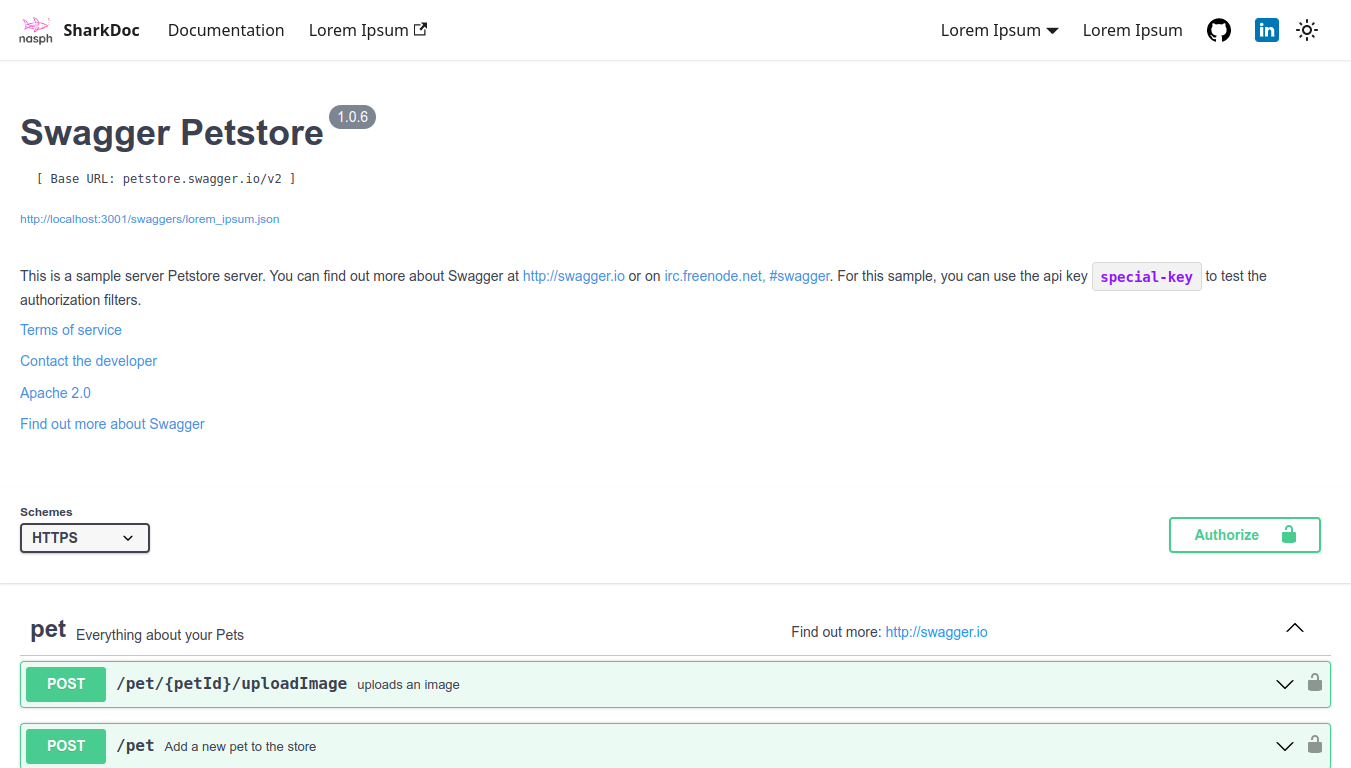 nasph SharkDoc Documentation Lorem Ipsum Lorem Ipsum Lorem Ipsum in
Swagger Petstore 1.0.6
[ Base URL: petstore.swagger.io/v2 ]
http://localhost:3001/swaggers/lorem_ipsum.json
This is a sample server Petstore server. You can find out more about Swagger at http://swagger.io or on irc.freenode.net, #swagger. For this sample, you can use the api key special-key to test the
authorization filters.
Terms of service
Contact the developer
Apache 2.0
Find out more about Swagger
Schemes
HTTPS Authorize
pet Everything about your Pets Find out more: http://swagger.io
POST /pet/{petId}/uploadImage uploads an image
POST /pet Add a new pet to the store